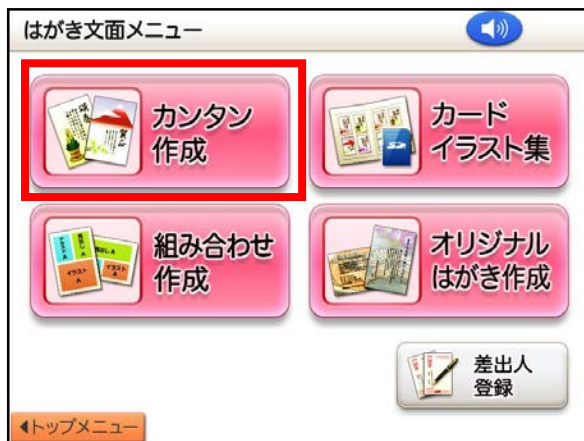 はがき文面メニュー
カンタン
作成
カード
イラスト集
組み合わせ
作成
オリジナル
はがき作成
差出人
登録
◀トップメニュー